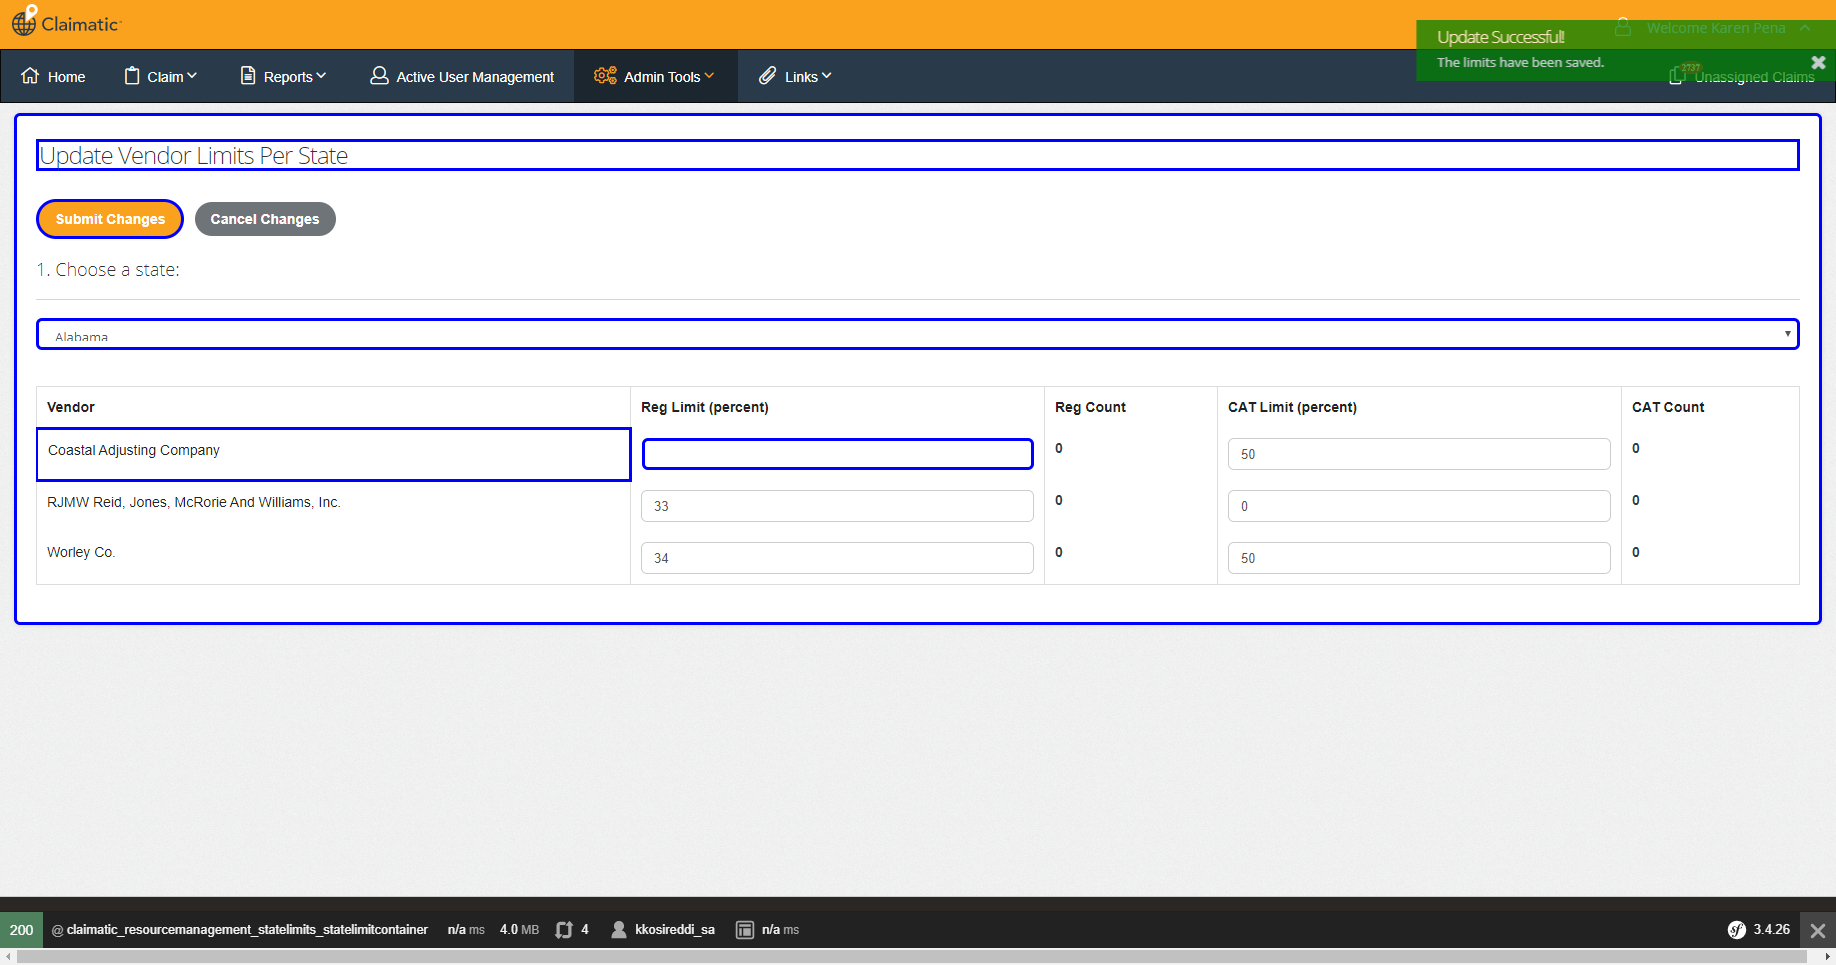 Claimatic
Welcome Karen Pena
Update Successful!
The limits have been saved.
Home
Claim
Reports
Active User Management
Admin Tools
Links
2737
Unassigned Claims
Update Vendor Limits Per State
Submit Changes
Cancel Changes
1. Choose a state:
Alabama
Vendor Reg Limit (percent) Reg Count CAT Limit (percent) CAT Count
Coastal Adjusting Company 0 50 0
RJMW Reid, Jones, McRorie And Williams, Inc. 33 0 0 0
Worley Co. 34 0 50 0
200 @ claimatic_resourcemanagement_statelimits_statelimitcontainer n/a ms 4.0 MB 4 kkosireddi_sa n/a ms sf 3.4.26